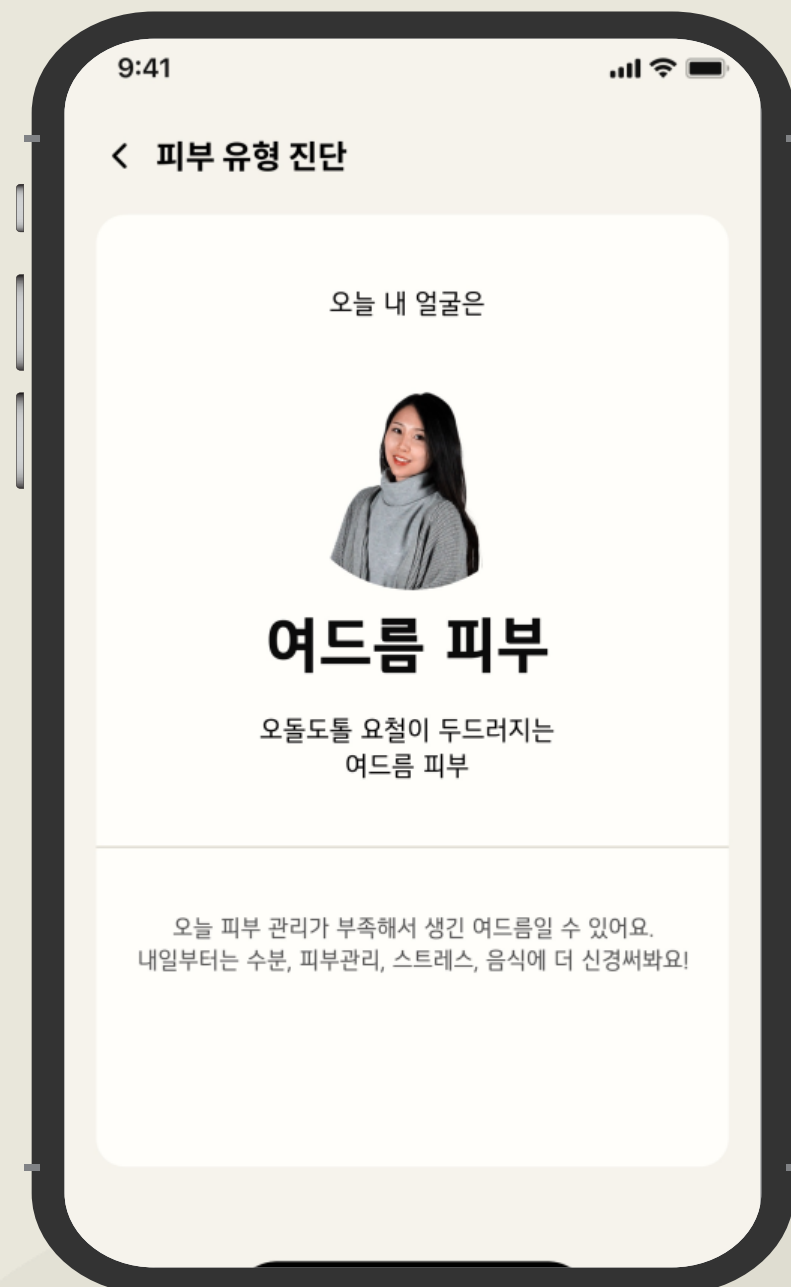 9:41
피부 유형 진단
오늘 내 얼굴은
여드름 피부
오돌도톨 요철이 두드러지는
여드름 피부
오늘 피부 관리가 부족해서 생긴 여드름일 수 있어요.
내일부터는 수분, 피부관리, 스트레스, 음식에 더 신경써봐요!